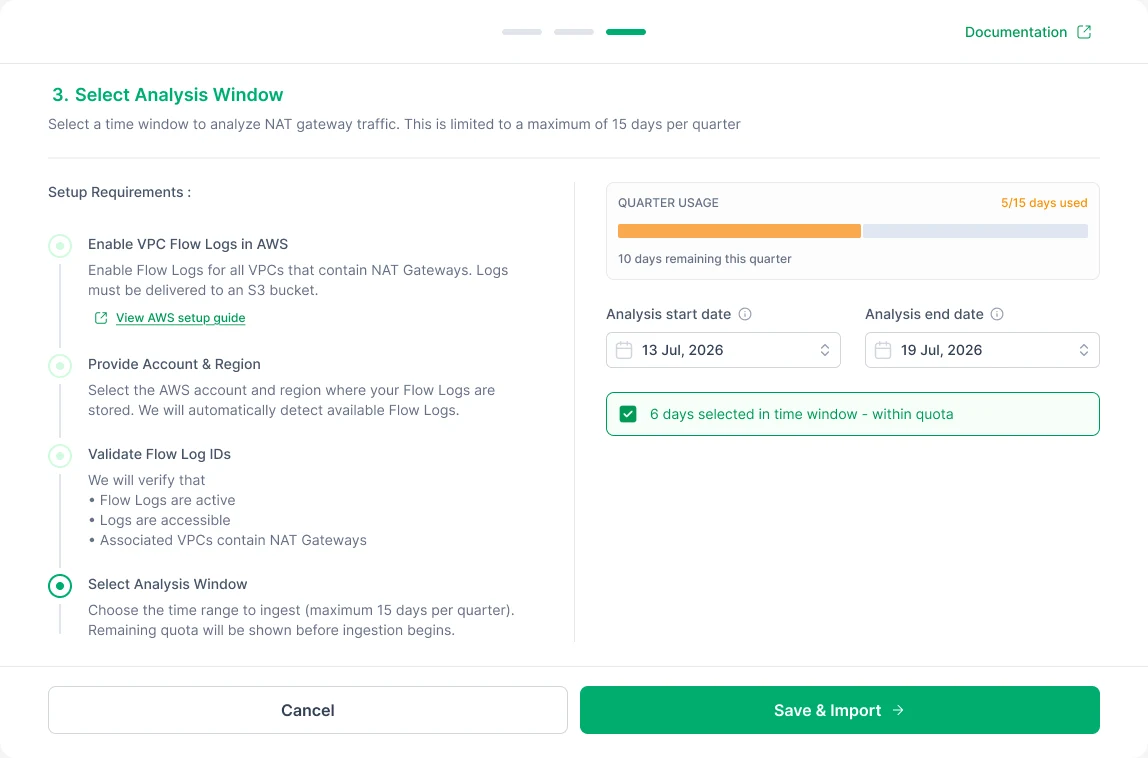 Documentation
3. Select Analysis Window
Select a time window to analyze NAT gateway traffic. This is limited to a maximum of 15 days per quarter
Setup Requirements :
Enable VPC Flow Logs in AWS
Enable Flow Logs for all VPCs that contain NAT Gateways. Logs
must be delivered to an S3 bucket.
View AWS setup guide
Provide Account & Region
Select the AWS account and region where your Flow Logs are
stored. We will automatically detect available Flow Logs.
Validate Flow Log IDs
We will verify that
• Flow Logs are active
• Logs are accessible
• Associated VPCs contain NAT Gateways
Select Analysis Window
Choose the time range to ingest (maximum 15 days per quarter).
Remaining quota will be shown before ingestion begins.
QUARTER USAGE
5/15 days used
10 days remaining this quarter
Analysis start date
Analysis end date
13 Jul, 2026
19 Jul, 2026
6 days selected in time window - within quota
Cancel
Save & Import